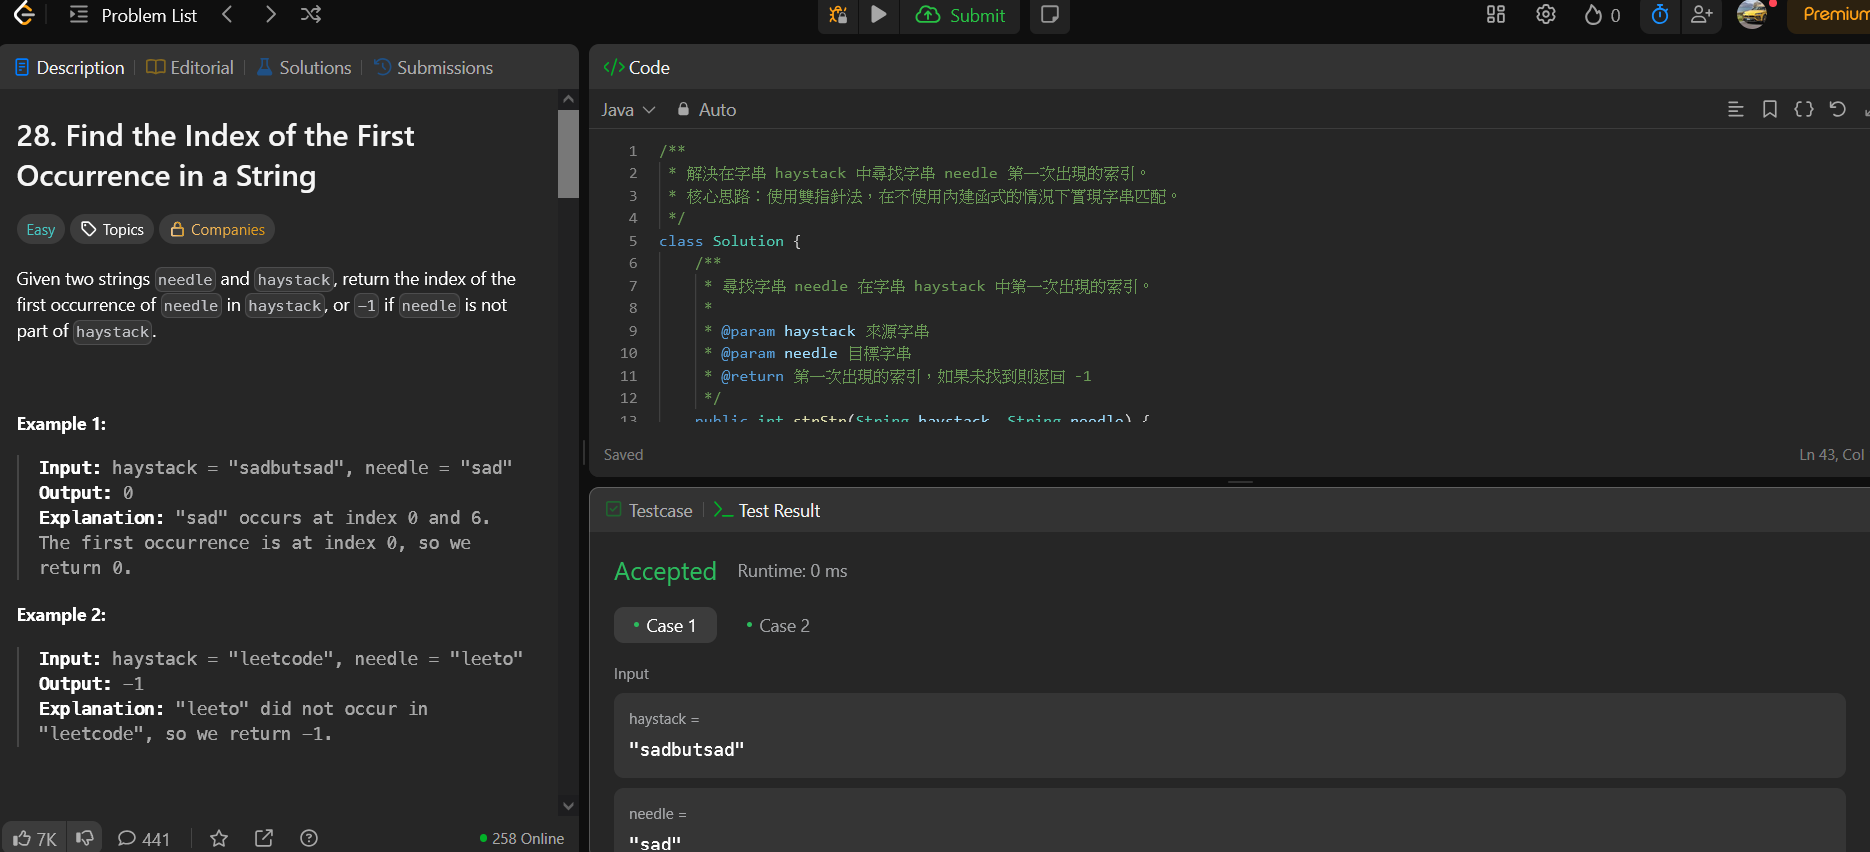 Problem List
Submit
0
Premium
Description
Editorial
Solutions
Submissions
28. Find the Index of the First
Occurrence in a String
Easy
Topics
Companies
Given two strings needle and haystack, return the index of the
first occurrence of needle in haystack, or -1 if needle is not
part of haystack.
Example 1:
Input: haystack = "sadbutsad", needle = "sad"
Output: 0
Explanation: "sad" occurs at index 0 and 6.
The first occurrence is at index 0, so we
return 0.
Example 2:
Input: haystack = "leetcode", needle = "leeto"
Output: -1
Explanation: "leeto" did not occur in
"leetcode", so we return -1.
7K
441
258 Online
</> Code
Java
Auto
1 /**
2 * 解決在字串 haystack 中尋找字串 needle 第一次出現的索引。
3 * 核心思路：使用雙指針法，在不使用內建函式的情況下實現字串匹配。
4 */
5 class Solution {
6 /**
7 * 尋找字串 needle 在字串 haystack 中第一次出現的索引。
8 *
9 * @param haystack 來源字串
10 * @param needle 目標字串
11 * @return 第一次出現的索引，如果未找到則返回 -1
12 */
13 public int strStr(String haystack, String needle) {
Saved
Ln 43, Col
Testcase
Test Result
Accepted
Runtime: 0 ms
Case 1
Case 2
Input
haystack =
"sadbutsad"
needle =
"sad"